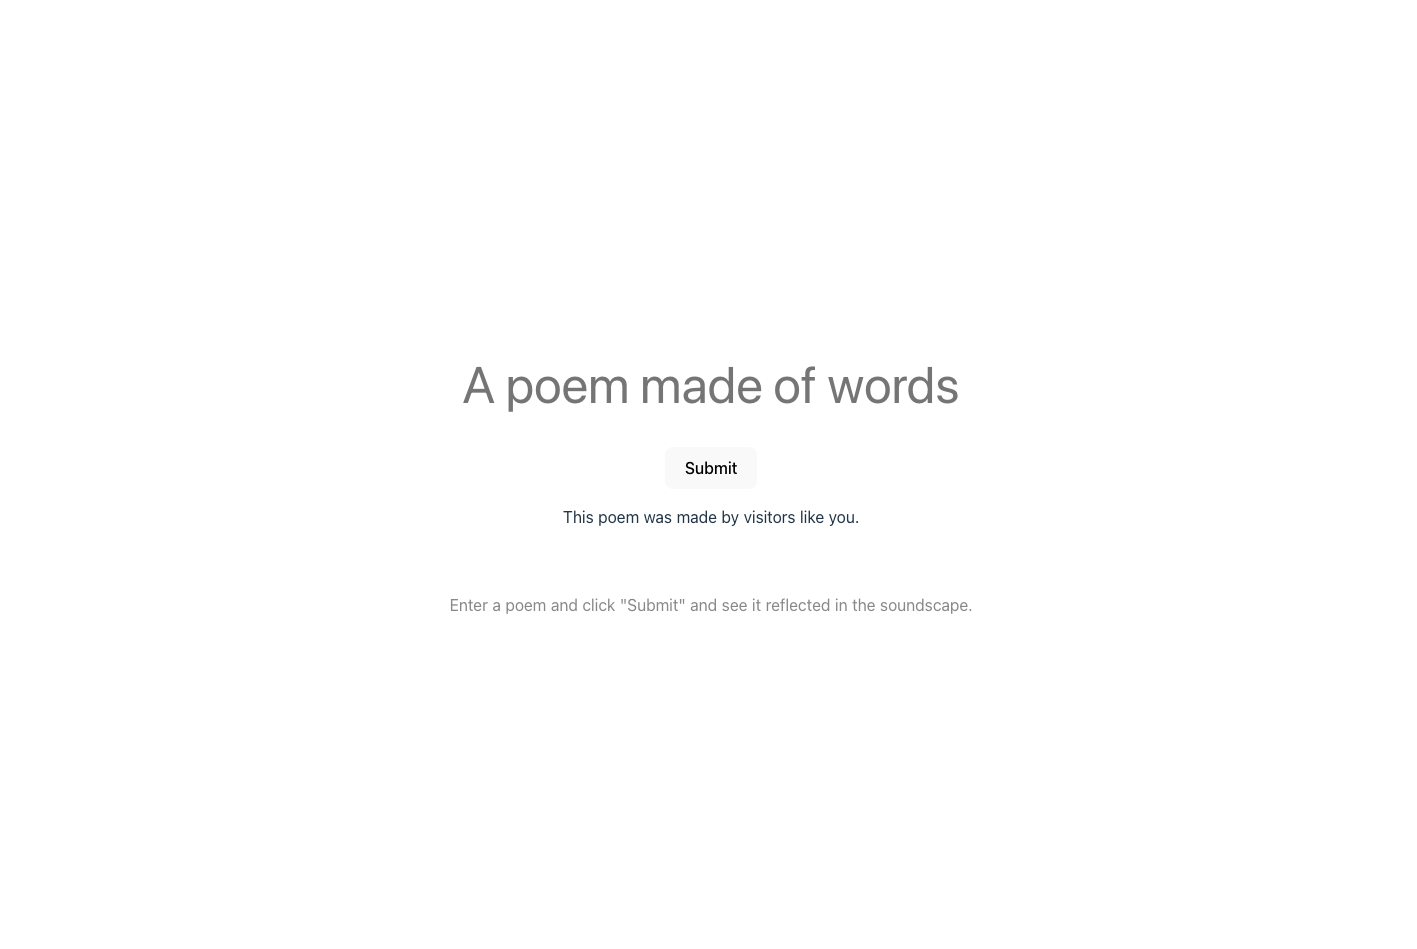 A poem made of words
Submit
This poem was made by visitors like you.
Enter a poem and click "Submit" and see it reflected in the soundscape.